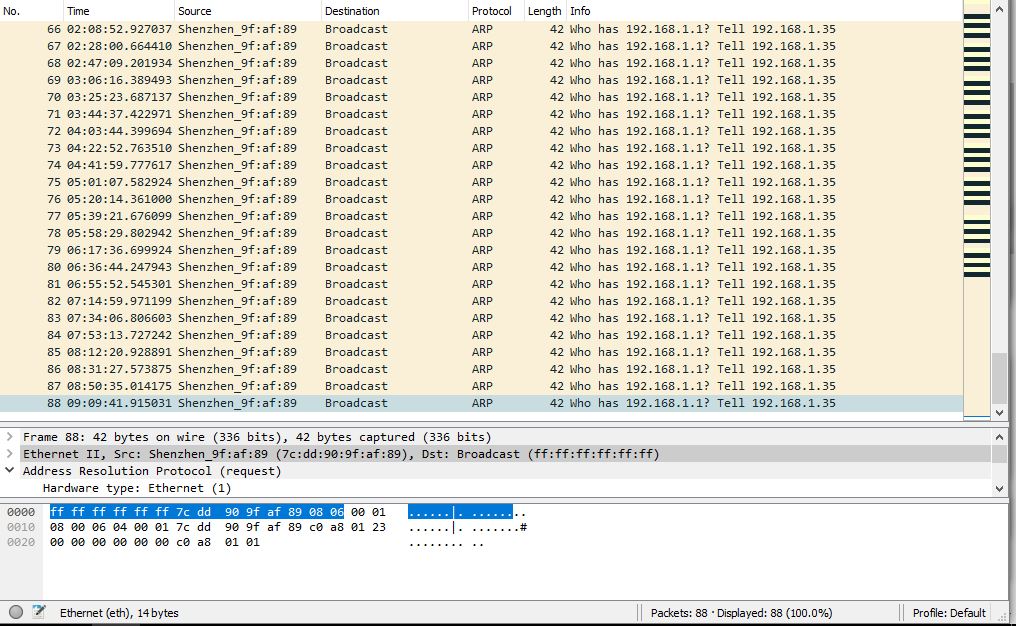 No. Time Source Destination Protocol Length Info
66 02:08:52.927037 Shenzhen_9f:af:89 Broadcast ARP 42 Who has 192.168.1.1? Tell 192.168.1.35
67 02:28:00.664410 Shenzhen_9f:af:89 Broadcast ARP 42 Who has 192.168.1.1? Tell 192.168.1.35
68 02:47:09.201934 Shenzhen_9f:af:89 Broadcast ARP 42 Who has 192.168.1.1? Tell 192.168.1.35
69 03:06:16.389493 Shenzhen_9f:af:89 Broadcast ARP 42 Who has 192.168.1.1? Tell 192.168.1.35
70 03:25:23.687137 Shenzhen_9f:af:89 Broadcast ARP 42 Who has 192.168.1.1? Tell 192.168.1.35
71 03:44:37.422971 Shenzhen_9f:af:89 Broadcast ARP 42 Who has 192.168.1.1? Tell 192.168.1.35
72 04:03:44.399694 Shenzhen_9f:af:89 Broadcast ARP 42 Who has 192.168.1.1? Tell 192.168.1.35
73 04:22:52.763510 Shenzhen_9f:af:89 Broadcast ARP 42 Who has 192.168.1.1? Tell 192.168.1.35
74 04:41:59.777617 Shenzhen_9f:af:89 Broadcast ARP 42 Who has 192.168.1.1? Tell 192.168.1.35
75 05:01:07.582924 Shenzhen_9f:af:89 Broadcast ARP 42 Who has 192.168.1.1? Tell 192.168.1.35
76 05:20:14.361000 Shenzhen_9f:af:89 Broadcast ARP 42 Who has 192.168.1.1? Tell 192.168.1.35
77 05:39:21.676099 Shenzhen_9f:af:89 Broadcast ARP 42 Who has 192.168.1.1? Tell 192.168.1.35
78 05:58:29.802942 Shenzhen_9f:af:89 Broadcast ARP 42 Who has 192.168.1.1? Tell 192.168.1.35
79 06:17:36.699924 Shenzhen_9f:af:89 Broadcast ARP 42 Who has 192.168.1.1? Tell 192.168.1.35
80 06:36:44.247943 Shenzhen_9f:af:89 Broadcast ARP 42 Who has 192.168.1.1? Tell 192.168.1.35
81 06:55:52.545301 Shenzhen_9f:af:89 Broadcast ARP 42 Who has 192.168.1.1? Tell 192.168.1.35
82 07:14:59.971199 Shenzhen_9f:af:89 Broadcast ARP 42 Who has 192.168.1.1? Tell 192.168.1.35
83 07:34:06.806603 Shenzhen_9f:af:89 Broadcast ARP 42 Who has 192.168.1.1? Tell 192.168.1.35
84 07:53:13.727242 Shenzhen_9f:af:89 Broadcast ARP 42 Who has 192.168.1.1? Tell 192.168.1.35
85 08:12:20.928891 Shenzhen_9f:af:89 Broadcast ARP 42 Who has 192.168.1.1? Tell 192.168.1.35
86 08:31:27.573875 Shenzhen_9f:af:89 Broadcast ARP 42 Who has 192.168.1.1? Tell 192.168.1.35
87 08:50:35.014175 Shenzhen_9f:af:89 Broadcast ARP 42 Who has 192.168.1.1? Tell 192.168.1.35
88 09:09:41.915031 Shenzhen_9f:af:89 Broadcast ARP 42 Who has 192.168.1.1? Tell 192.168.1.35
Frame 88: 42 bytes on wire (336 bits), 42 bytes captured (336 bits)
Ethernet II, Src: Shenzhen_9f:af:89 (7c:dd:90:9f:af:89), Dst: Broadcast (ff:ff:ff:ff:ff:ff)
Address Resolution Protocol (request)
Hardware type: Ethernet (1)
0000 ff ff ff ff ff ff 7c dd 90 9f af 89 08 06 00 01 ......|. ........
0010 08 00 06 04 00 01 7c dd 90 9f af 89 c0 a8 01 23 ......|. .......#
0020 00 00 00 00 00 00 c0 a8 01 01 ........ ..
Ethernet (eth), 14 bytes Packets: 88 · Displayed: 88 (100.0%) Profile: Default